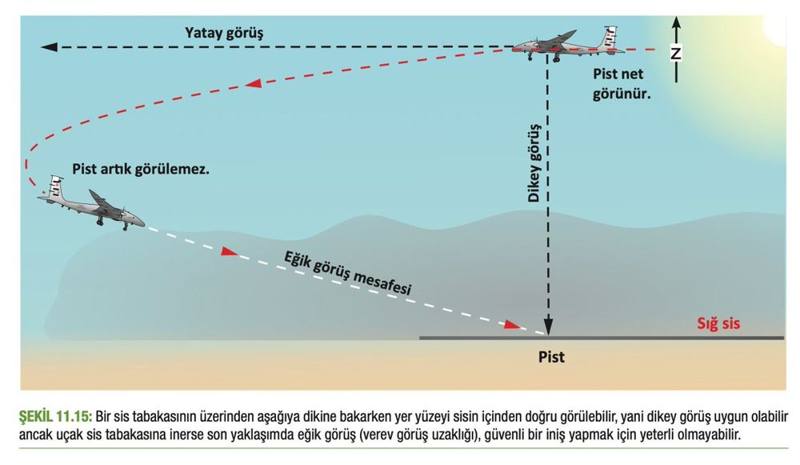 Yatay görüş
N
Pist net
görünür.
Dikey görüş
Pist artık görülemez.
Eğik görüş mesafesi
Sığ sis
Pist
ŞEKİL 11.15: Bir sis tabakasının üzerinden aşağıya dikine bakarken yer yüzeyi sisin içinden doğru görülebilir, yani dikey görüş uygun olabilir
ancak uçak sis tabakasına inerse son yaklaşımda eğik görüş (verev görüş uzaklığı), güvenli bir iniş yapmak için yeterli olmayabilir.